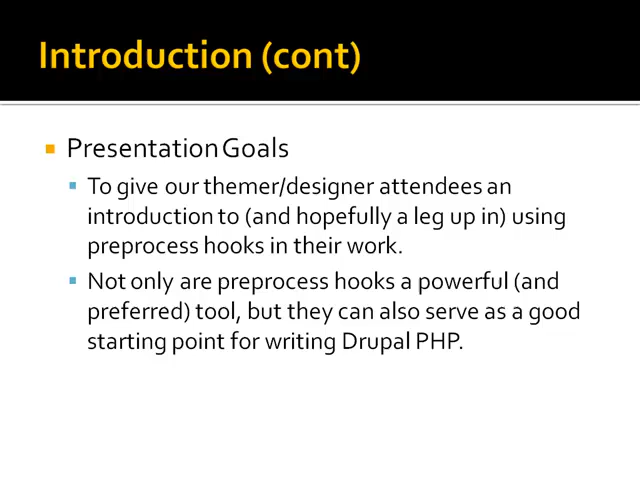 Introduction (cont)
Presentation Goals
To give our themer/designer attendees an
introduction to (and hopefully a leg up in) using
preprocess hooks in their work.
Not only are preprocess hooks a powerful (and
preferred) tool, but they can also serve as a good
starting point for writing Drupal PHP.